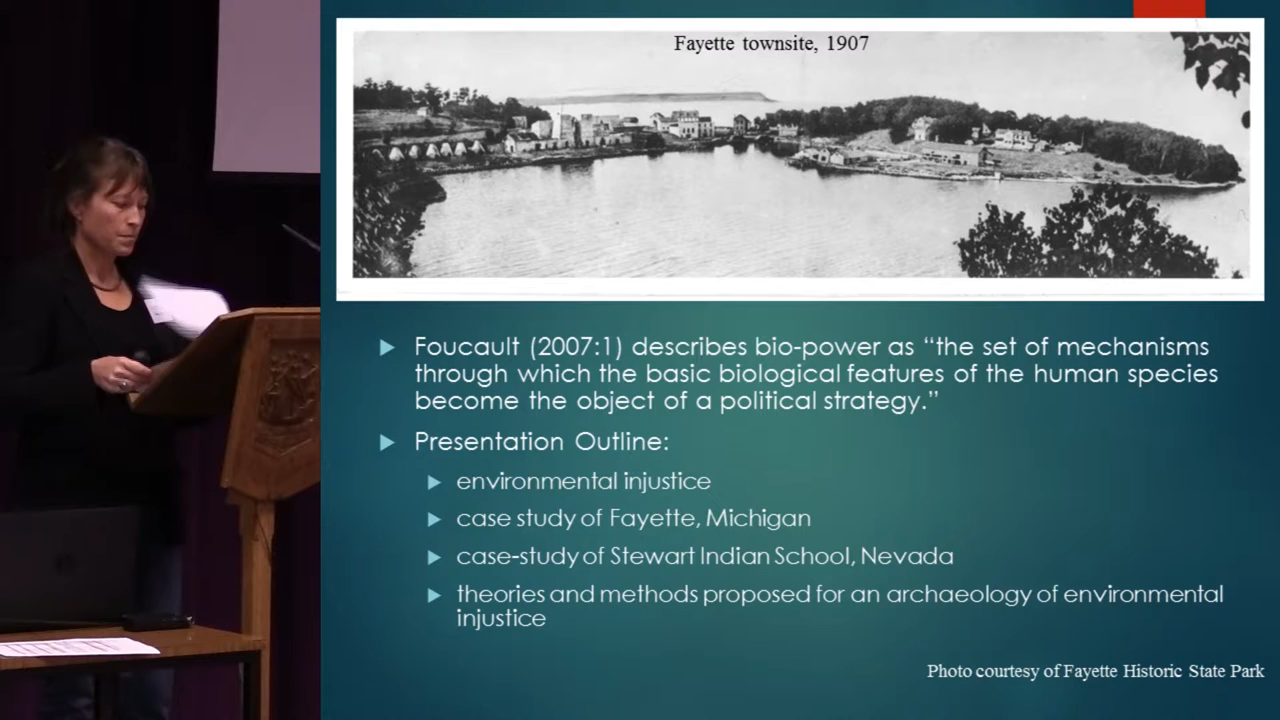 Fayette townsite, 1907
Foucault (2007:1) describes bio-power as “the set of mechanisms
through which the basic biological features of the human species
become the object of a political strategy.”
Presentation Outline:
environmental injustice
case study of Fayette, Michigan
case-study of Stewart Indian School, Nevada
theories and methods proposed for an archaeology of environmental
injustice
Photo courtesy of Fayette Historic State Park